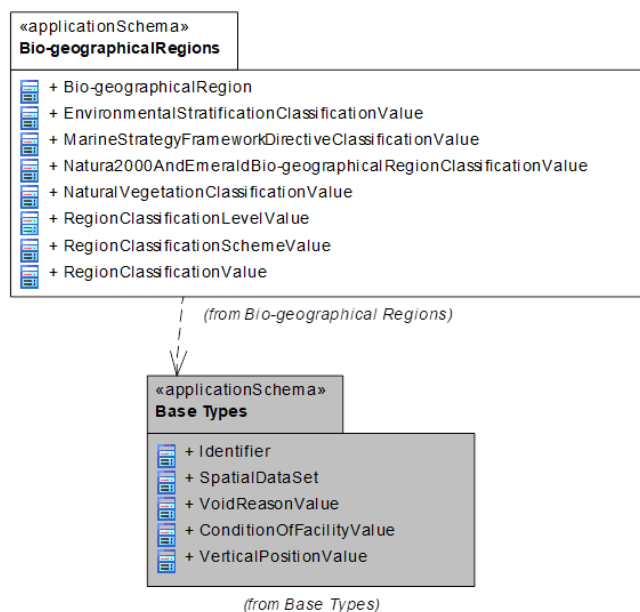 «applicationSchema»
Bio-geographicalRegions
+ Bio-geographicalRegion
+ EnvironmentalStratificationClassificationValue
+ MarineStrategyFrameworkDirectiveClassificationValue
+ Natura2000AndEmeraldBio-geographicalRegionClassificationValue
+ NaturalVegetationClassificationValue
+ RegionClassificationLevelValue
+ RegionClassificationSchemeValue
+ RegionClassificationValue
(from Bio-geographical Regions)
«applicationSchema»
Base Types
+ Identifier
+ SpatialDataSet
+ VoidReasonValue
+ ConditionOfFacilityValue
+ VerticalPositionValue
(from Base Types)